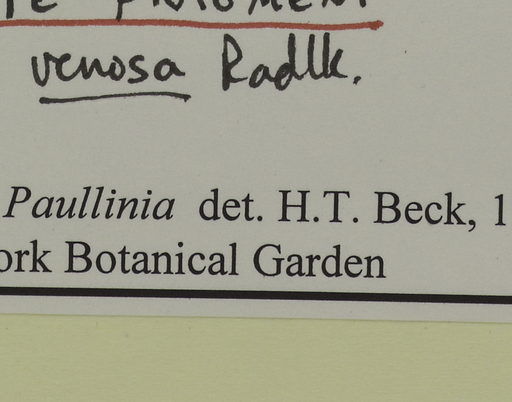 venosa Radlk.
Paullinia det. H.T. Beck, 1
ork Botanical Garden